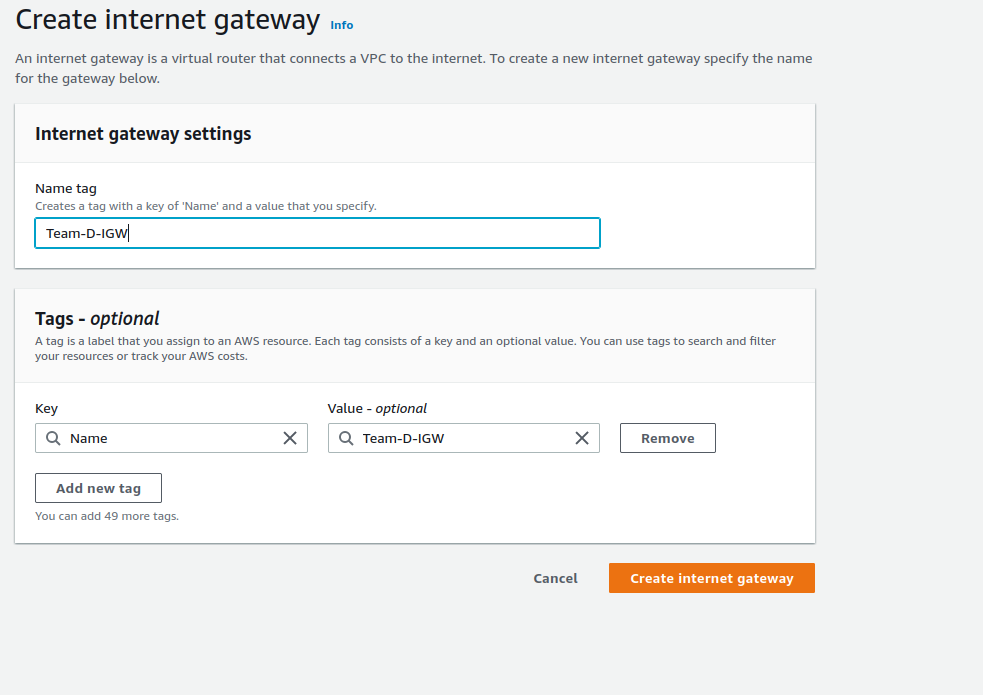 Create internet gateway Info
An internet gateway is a virtual router that connects a VPC to the internet. To create a new internet gateway specify the name
for the gateway below.
Internet gateway settings
Name tag
Creates a tag with a key of 'Name' and a value that you specify.
Team-D-IGW
Tags - optional
A tag is a label that you assign to an AWS resource. Each tag consists of a key and an optional value. You can use tags to search and filter
your resources or track your AWS costs.
Key Value - optional
Name Team-D-IGW Remove
Add new tag
You can add 49 more tags.
Cancel Create internet gateway